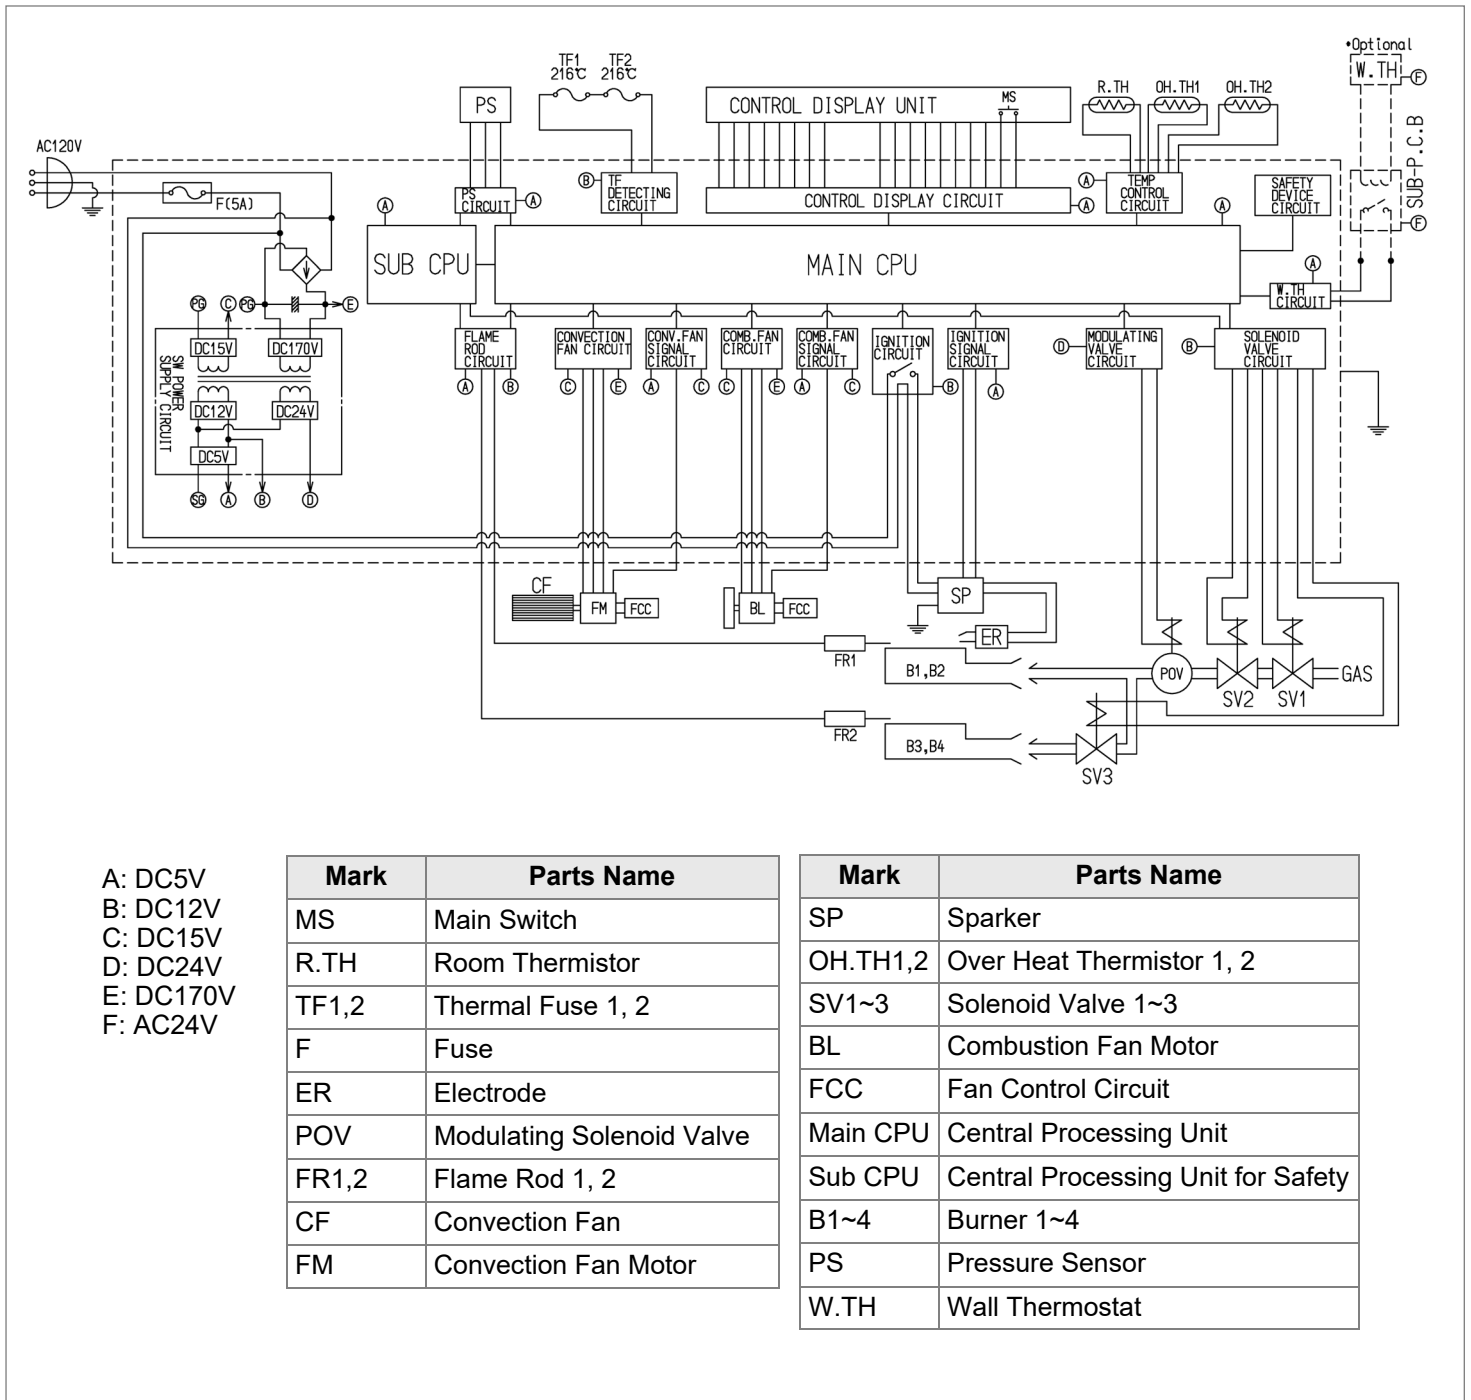 *Optional
W.TH
F
SUB-P.C.B
F
TF1 TF2
216℃ 216℃
PS
CONTROL DISPLAY UNIT
MS
R.TH OH.TH1 OH.TH2
AC120V
F(5A)
PS
CIRCUIT
A
B
TF
DETECTING
CIRCUIT
CONTROL DISPLAY CIRCUIT
A
A
TEMP
CONTROL
CIRCUIT
SAFETY
DEVICE
CIRCUIT
A
A
SUB CPU
MAIN CPU
A
W.TH
CIRCUIT
PG C PG E
DC15V DC170V
SW POWER
SUPPLY CIRCUIT
DC12V DC24V
DC5V
SG A B D
FLAME
ROD
CIRCUIT
A B
CONVECTION
FAN CIRCUIT
C E
CONV.FAN
SIGNAL
CIRCUIT
A C
COMB.FAN
CIRCUIT
C E
COMB.FAN
SIGNAL
CIRCUIT
A C
IGNITION
CIRCUIT
B
IGNITION
SIGNAL
CIRCUIT
A
D
MODULATING
VALVE
CIRCUIT
B
SOLENOID
VALVE
CIRCUIT
CF
FM FCC
BL FCC
SP
ER
FR1
B1,B2
POV
SV2 SV1
GAS
FR2
B3,B4
SV3
A: DC5V
B: DC12V
C: DC15V
D: DC24V
E: DC170V
F: AC24V
Mark Parts Name
MS Main Switch
R.TH Room Thermistor
TF1,2 Thermal Fuse 1, 2
F Fuse
ER Electrode
POV Modulating Solenoid Valve
FR1,2 Flame Rod 1, 2
CF Convection Fan
FM Convection Fan Motor
Mark Parts Name
SP Sparker
OH.TH1,2 Over Heat Thermistor 1, 2
SV1~3 Solenoid Valve 1~3
BL Combustion Fan Motor
FCC Fan Control Circuit
Main CPU Central Processing Unit
Sub CPU Central Processing Unit for Safety
B1~4 Burner 1~4
PS Pressure Sensor
W.TH Wall Thermostat